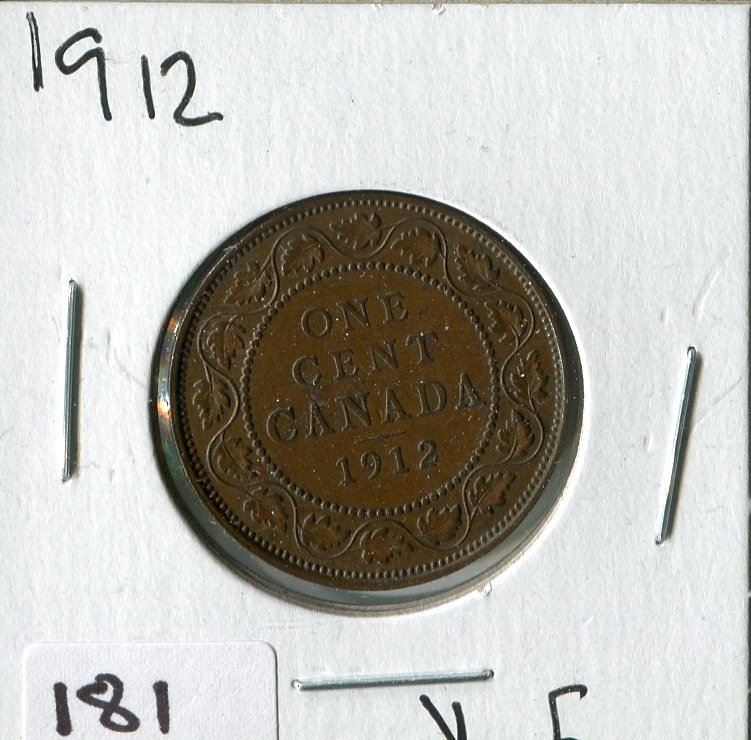 1912
ONE
CENT
CANADA
1912
181
V F